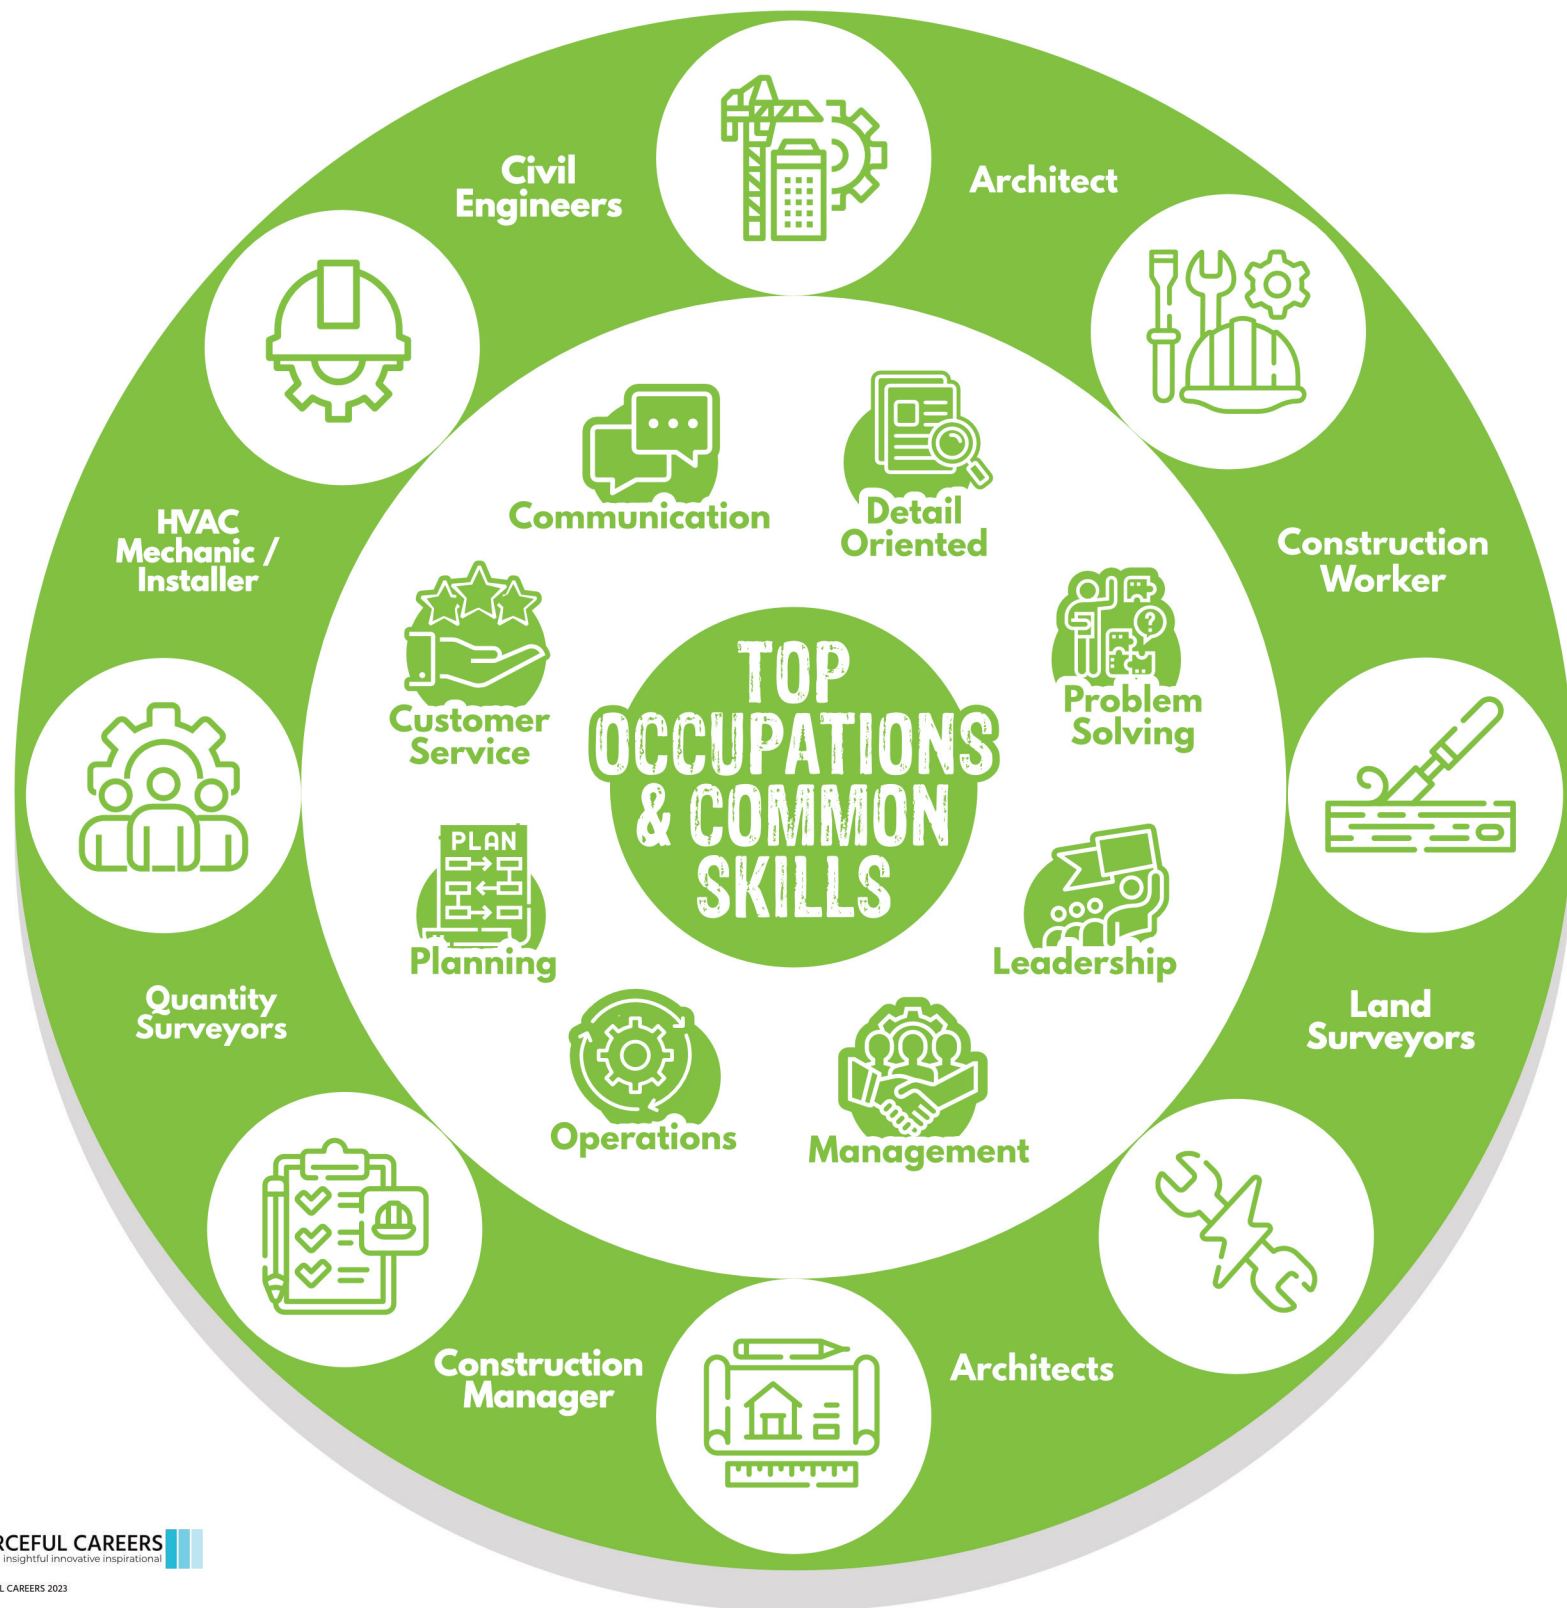 Civil
Engineers
Architect
HVAC
Mechanic /
Installer
Construction
Worker
Quantity
Surveyors
Land
Surveyors
Construction
Manager
Architects
Communication
Detail
Oriented
Customer
Service
Problem
Solving
PLAN
Planning
Leadership
Operations
Management
TOP
OCCUPATIONS
& COMMON
SKILLS
?
RCEFUL CAREERS
insightful innovative inspirational
L CAREERS 2023